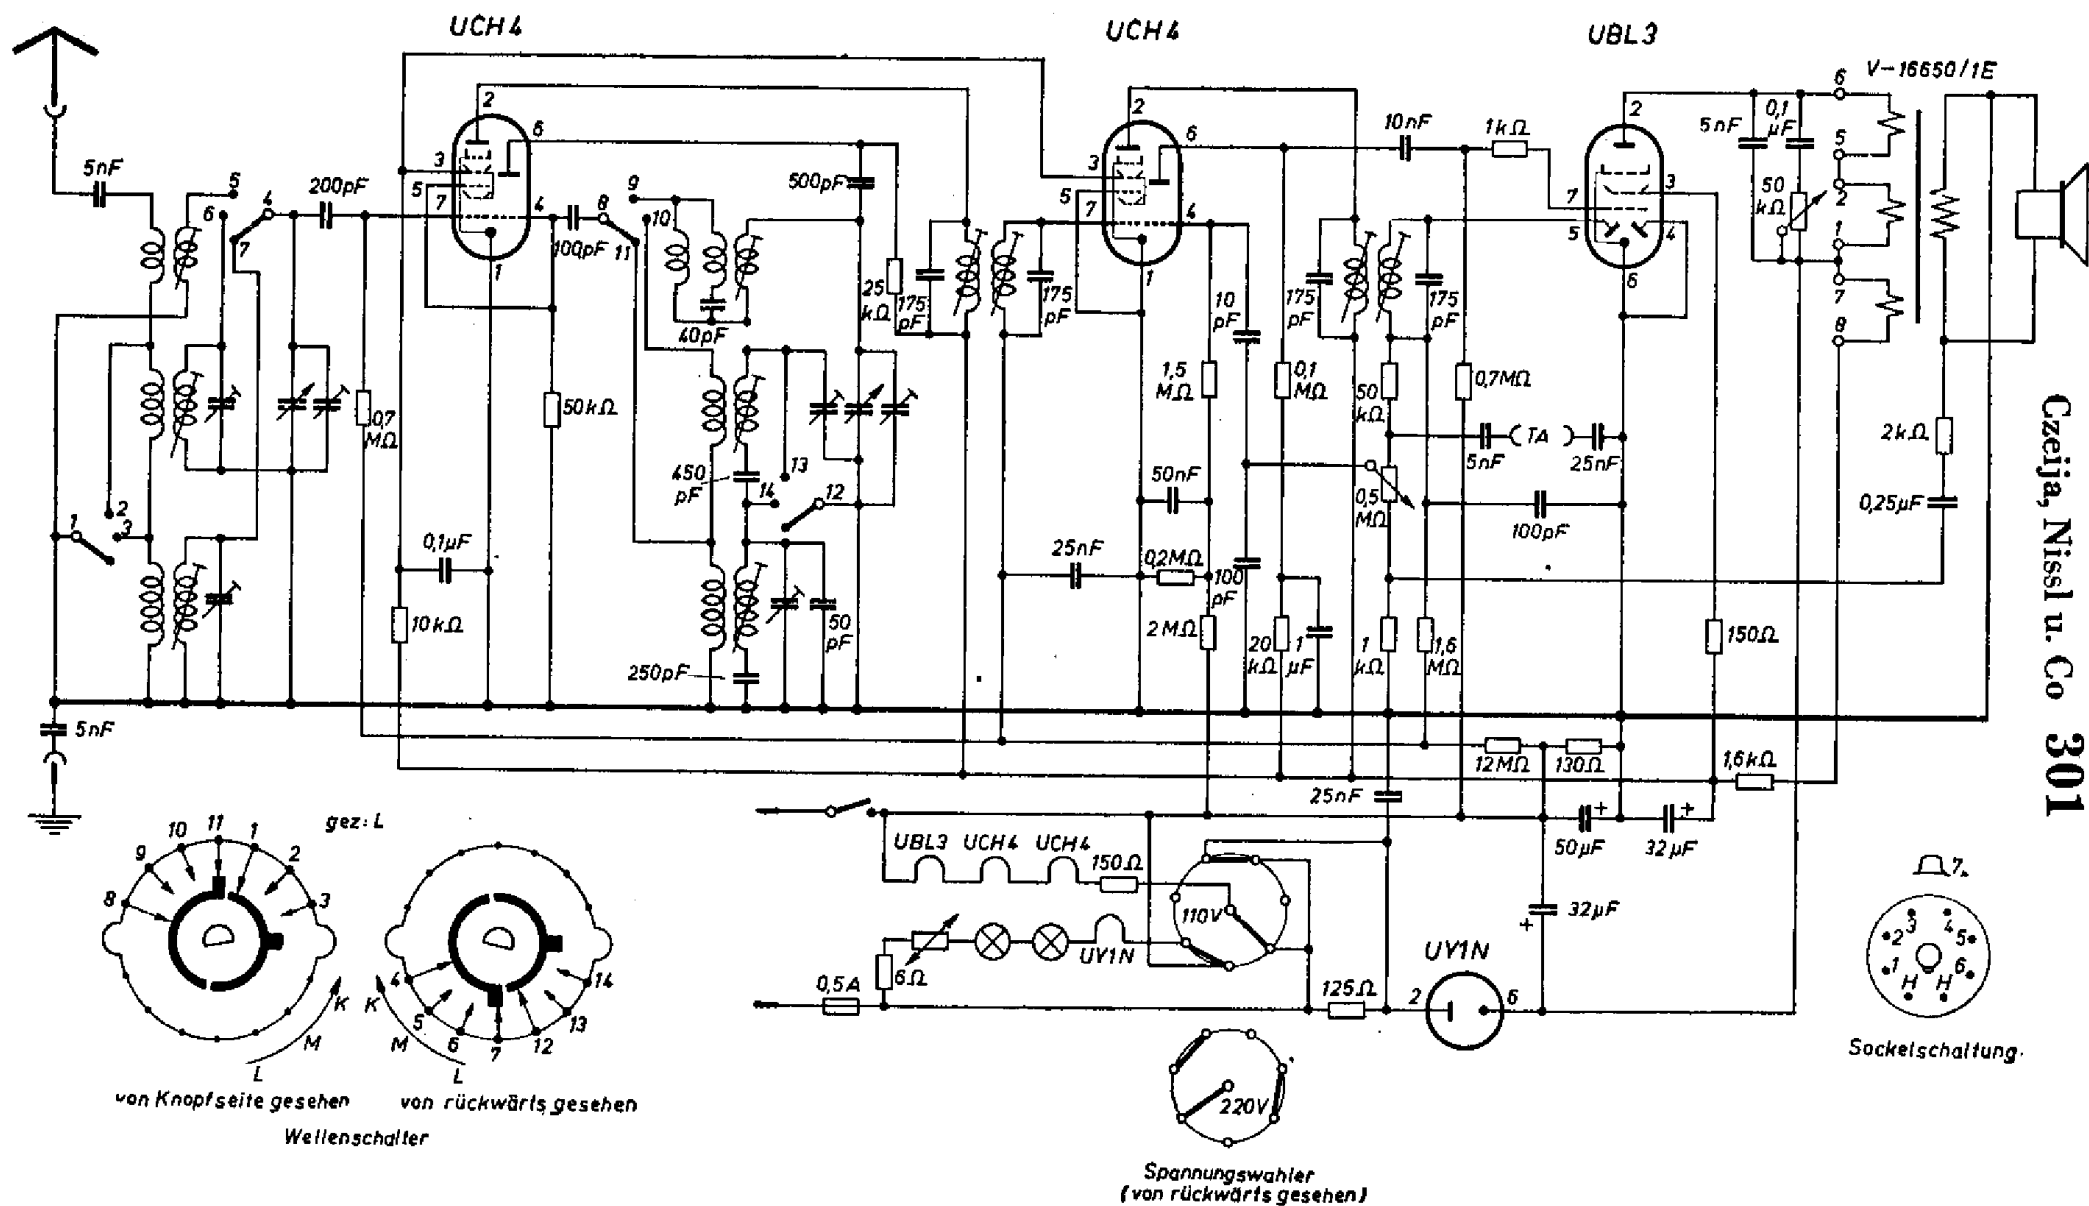 UCH4
UCH4
UBL3
V-16650/1E
2
6
3
5
7
4
1
5nF
5
6
4
7
200pF
100pF
8
9
10
11
500pF
25 kΩ
175 pF
175 pF
40pF
0,7 MΩ
50kΩ
450 pF
13
14
12
1
2
3
0,1µF
10kΩ
50 pF
250pF
5nF
2
6
3
5
7
4
1
10 pF
1,5 MΩ
0,1 MΩ
50nF
25nF
0,2MΩ
100 pF
2MΩ
20 kΩ
1 µF
10nF
1kΩ
175 pF
175 pF
50 kΩ
0,7MΩ
5nF
TA
25nF
0,5 MΩ
100pF
1 kΩ
1,6 MΩ
2
3
7
5
4
6
5nF
0,1 µF
50 kΩ
6
5
2
1
7
8
2kΩ
0,25µF
150Ω
12MΩ
130Ω
1,6kΩ
25nF
50µF
+
32µF
+
32µF
+
UBL3
UCH4
UCH4
150Ω
110V
UY1N
6Ω
0,5A
125Ω
2
UY1N
6
220V
Spannungswahler
(von rückwärts gesehen)
gez: L
8
9
10
11
1
2
3
K
M
L
von Knopfseite gesehen
4
5
6
7
12
13
14
K
M
L
von rückwärts gesehen
Wellenschalter
7
1
2
3
4
5
6
H
H
Sockelschaltung
Czeija, Nissl u. Co 301